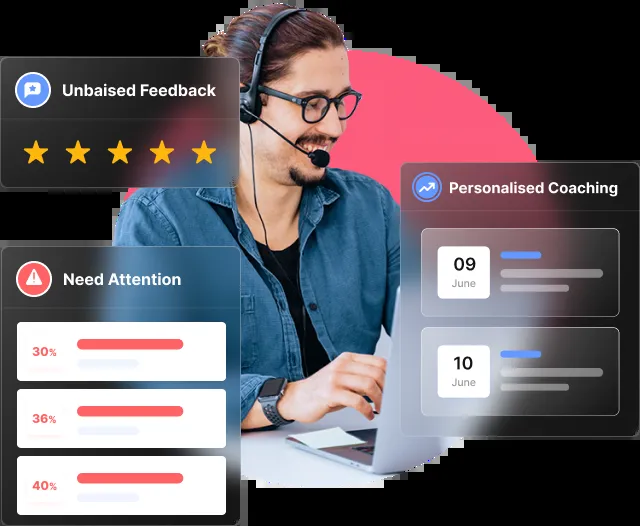 Unbaised Feedback
Need Attention
30%
36%
40%
Personalised Coaching
09
June
10
June